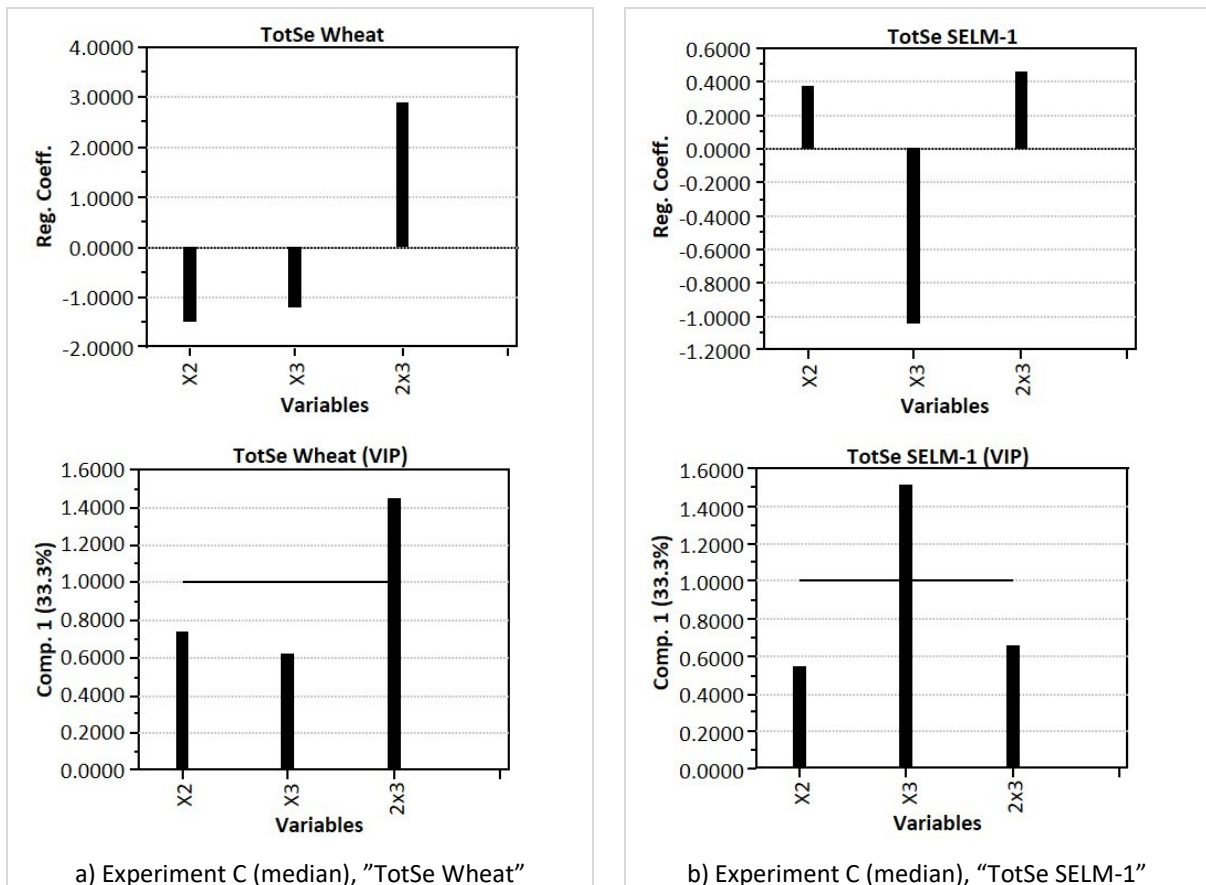 TotSe Wheat
4.0000
3.0000
2.0000
1.0000
0.0000
-1.0000
-2.0000
Reg. Coeff.
X2
X3
2x3
Variables
TotSe Wheat (VIP)
1.6000
1.4000
1.2000
1.0000
0.8000
0.6000
0.4000
0.2000
0.0000
Comp. 1 (33.3%)
X2
X3
2x3
Variables
a) Experiment C (median), ”TotSe Wheat”
TotSe SELM-1
0.6000
0.4000
0.2000
0.0000
-0.2000
-0.4000
-0.6000
-0.8000
-1.0000
-1.2000
Reg. Coeff.
X2
X3
2x3
Variables
TotSe SELM-1 (VIP)
1.6000
1.4000
1.2000
1.0000
0.8000
0.6000
0.4000
0.2000
0.0000
Comp. 1 (33.3%)
X2
X3
2x3
Variables
b) Experiment C (median), “TotSe SELM-1”